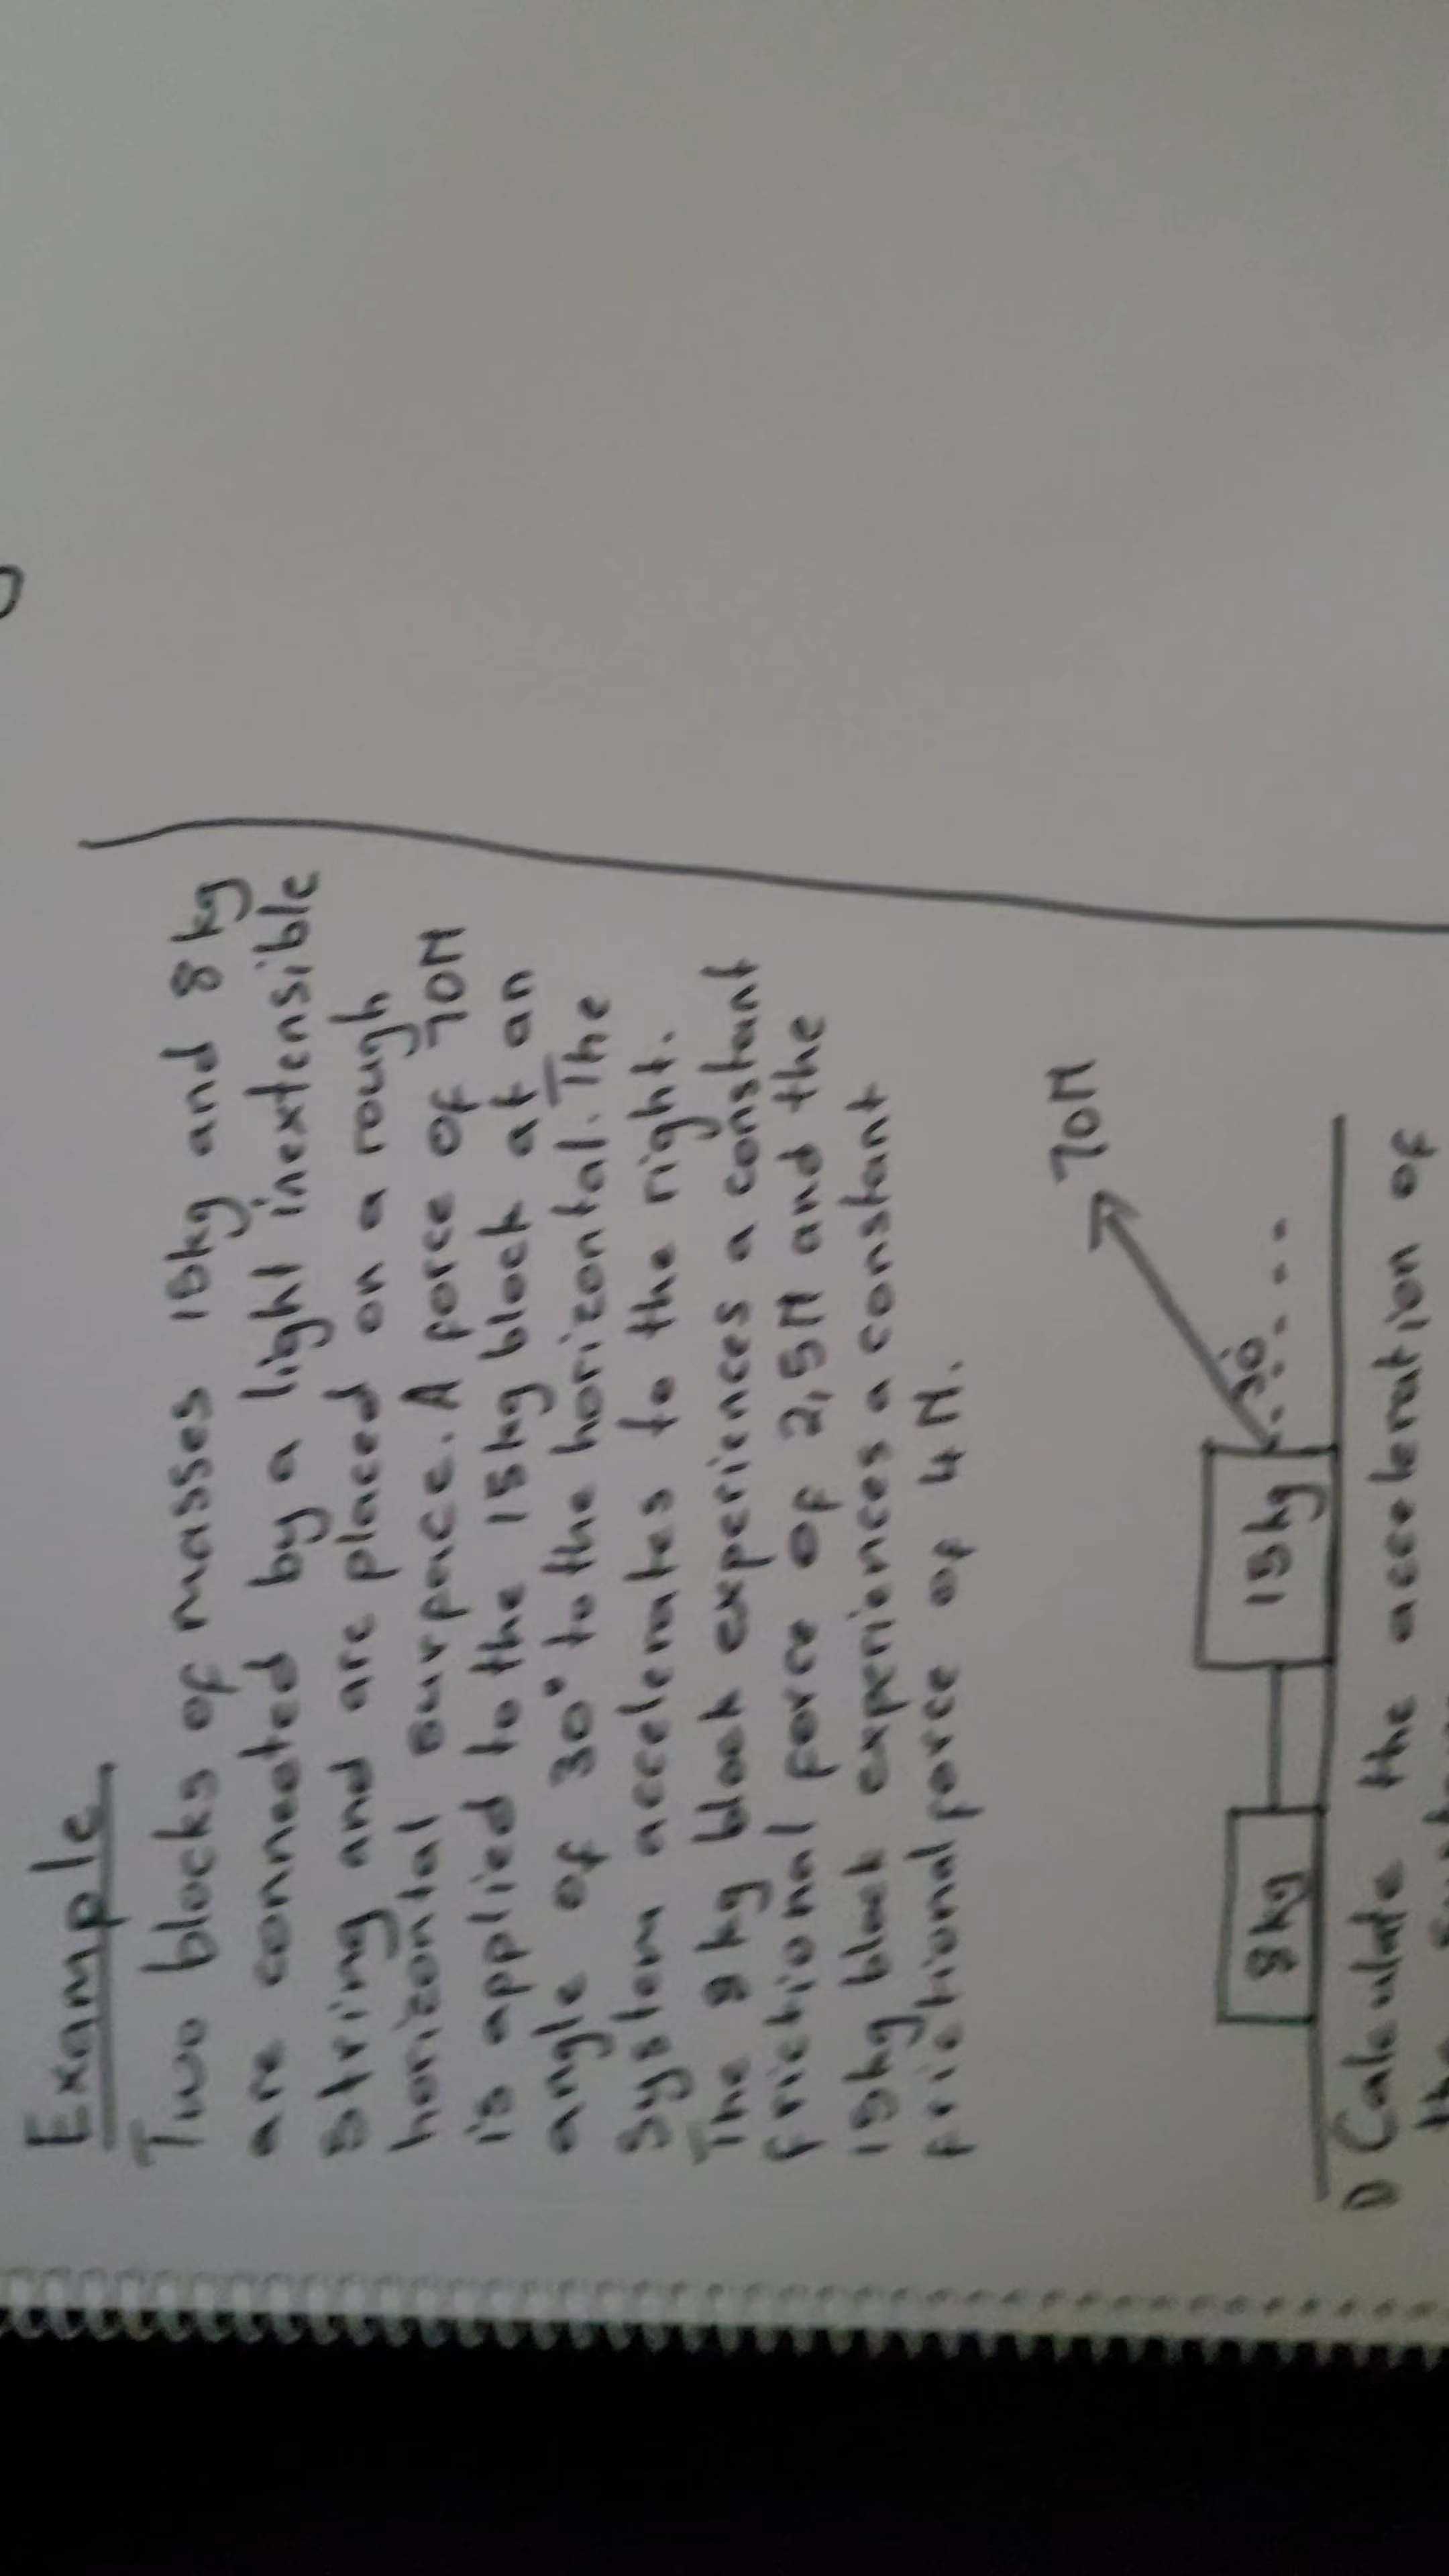 Example
Two blocks of masses 15kg and 8kg
are connected by a light inextensible
string and are placed on a rough
horizontal surface. A force of 70N
is applied to the 15kg block at an
angle of 30° to the horizontal. The
system accelerates to the right.
The 8kg block experiences a constant
frictional force of 2,5N and the
15kg block experiences a constant
frictional force of 4N.
70N
30°
8kg
15kg
1) Calculate the acceleration of
the